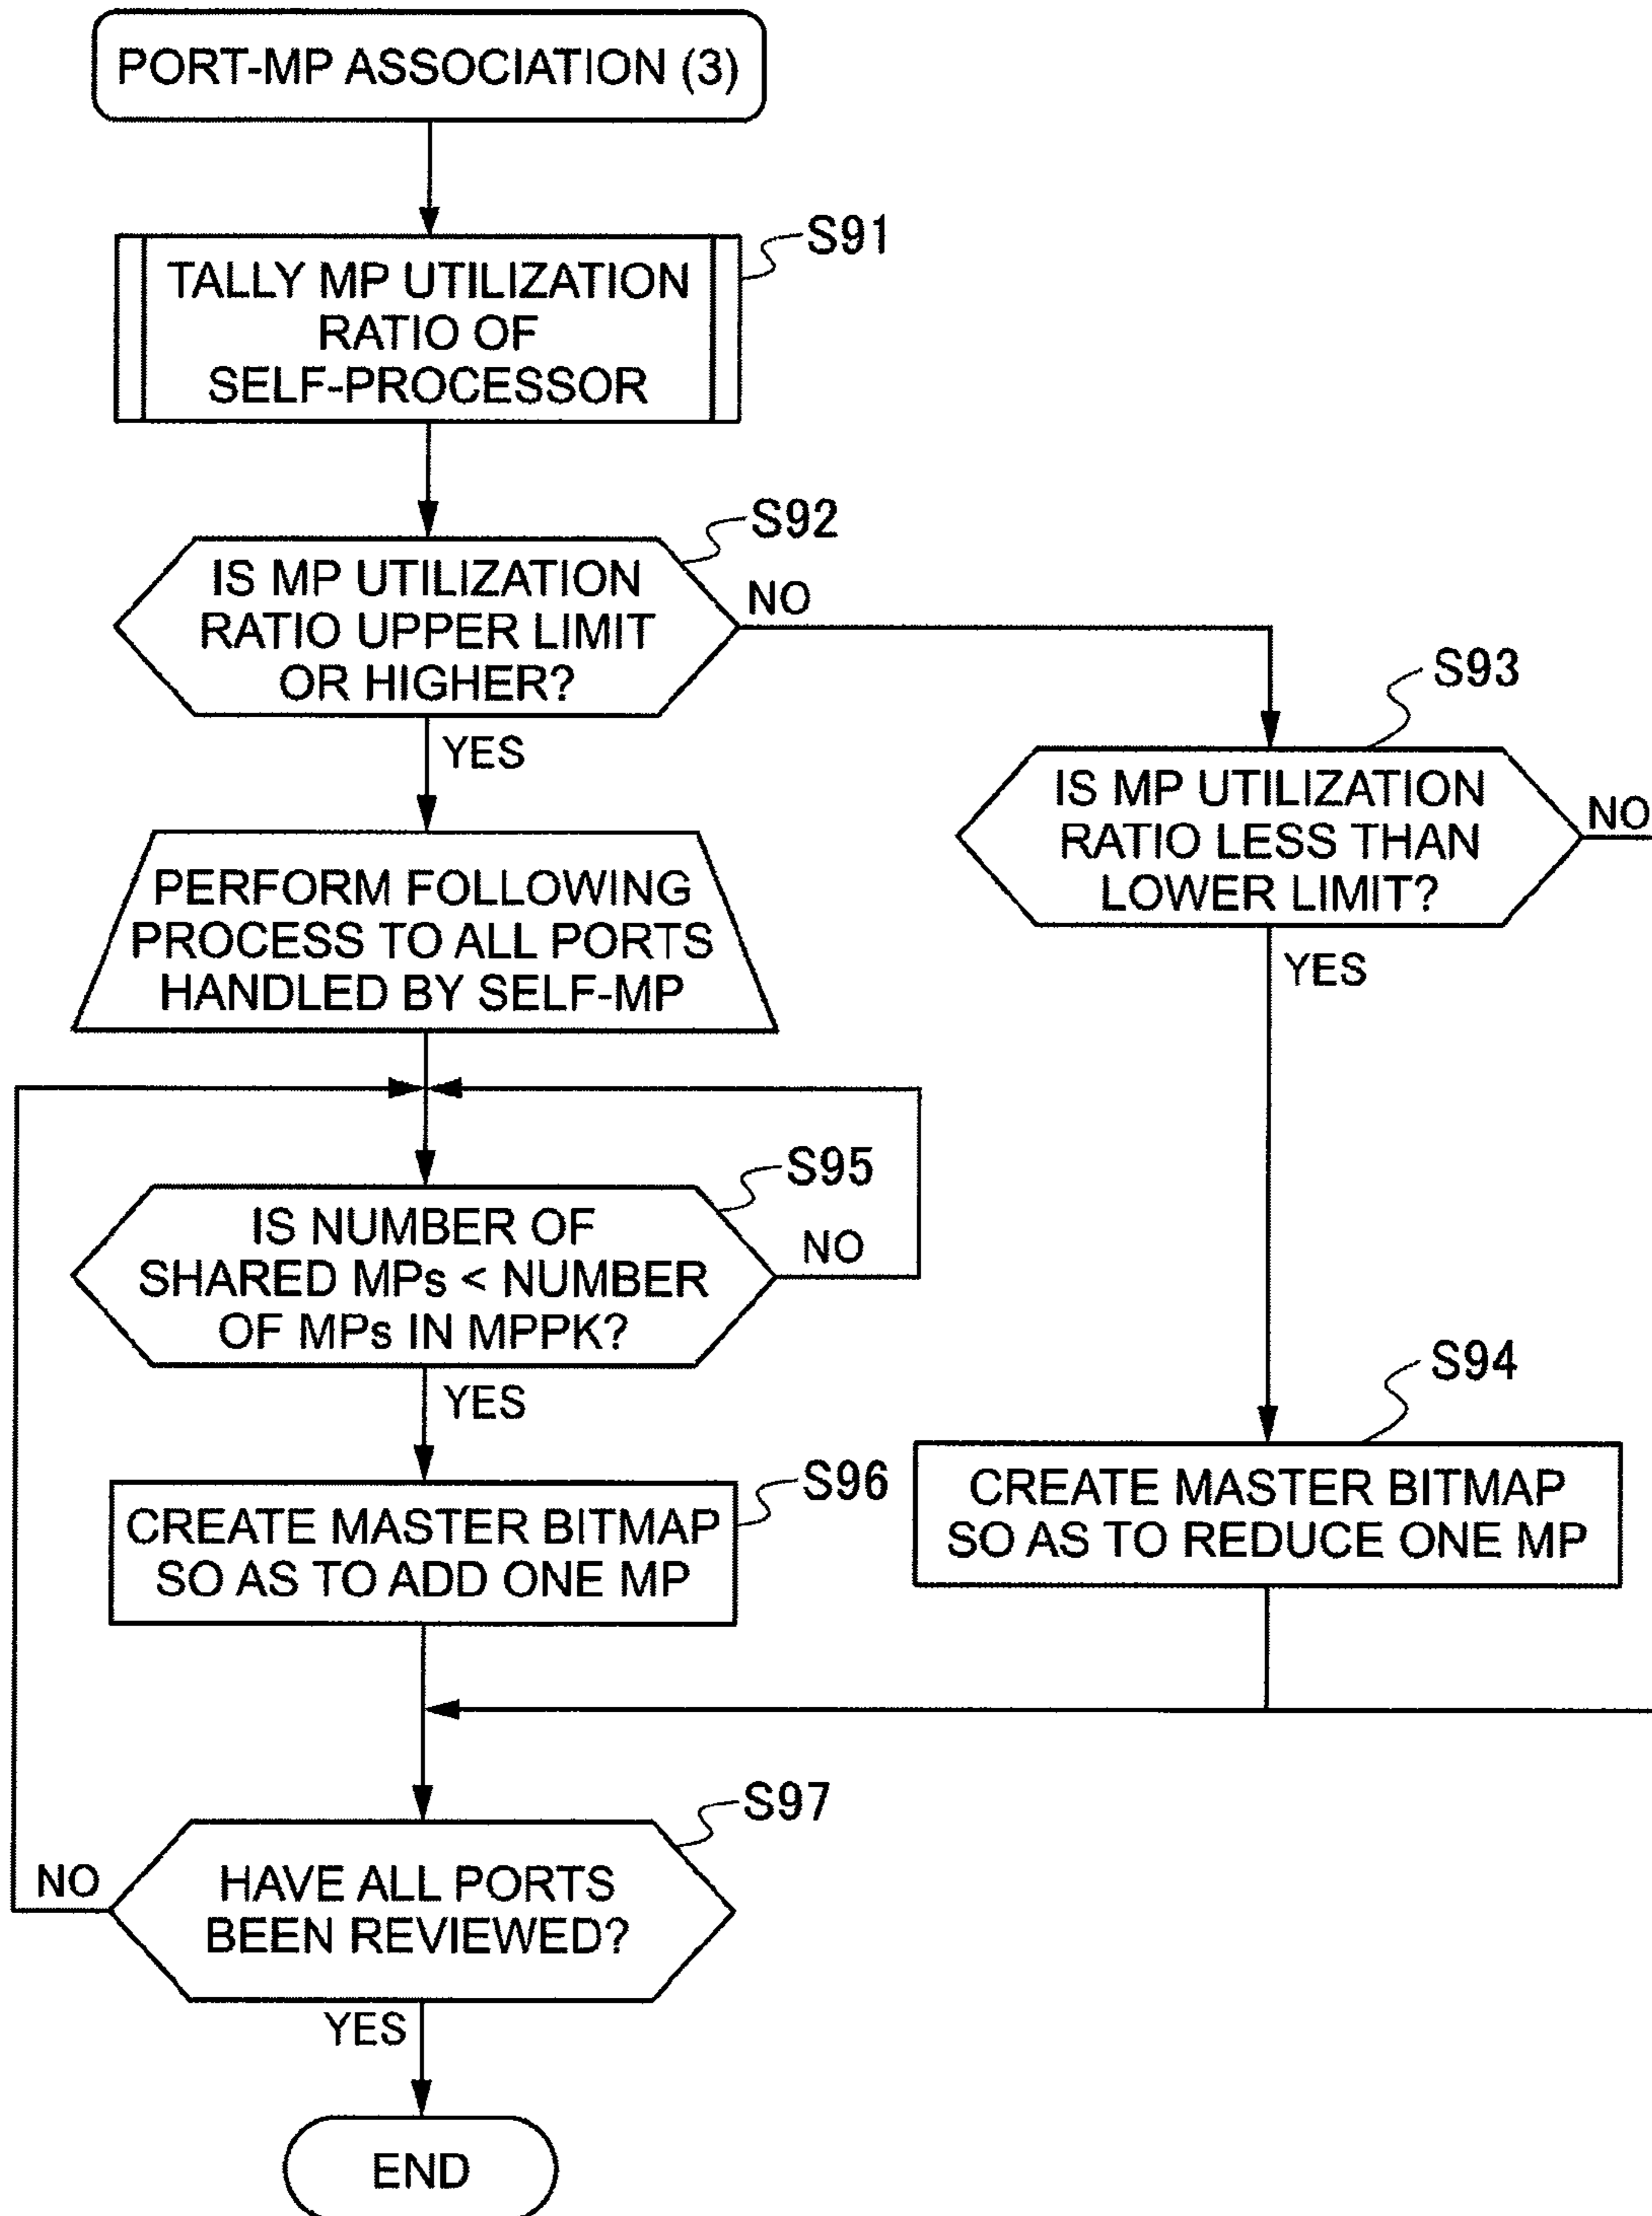 PORT-MP ASSOCIATION (3)
S91
TALLY MP UTILIZATION
RATIO OF
SELF-PROCESSOR
S92
IS MP UTILIZATION
RATIO UPPER LIMIT
OR HIGHER?
NO
YES
S93
IS MP UTILIZATION
RATIO LESS THAN
LOWER LIMIT?
NO
YES
PERFORM FOLLOWING
PROCESS TO ALL PORTS
HANDLED BY SELF-MP
S95
IS NUMBER OF
SHARED MPs < NUMBER
OF MPs IN MPPK?
NO
YES
S94
CREATE MASTER BITMAP
SO AS TO REDUCE ONE MP
S96
CREATE MASTER BITMAP
SO AS TO ADD ONE MP
S97
HAVE ALL PORTS
BEEN REVIEWED?
NO
YES
END